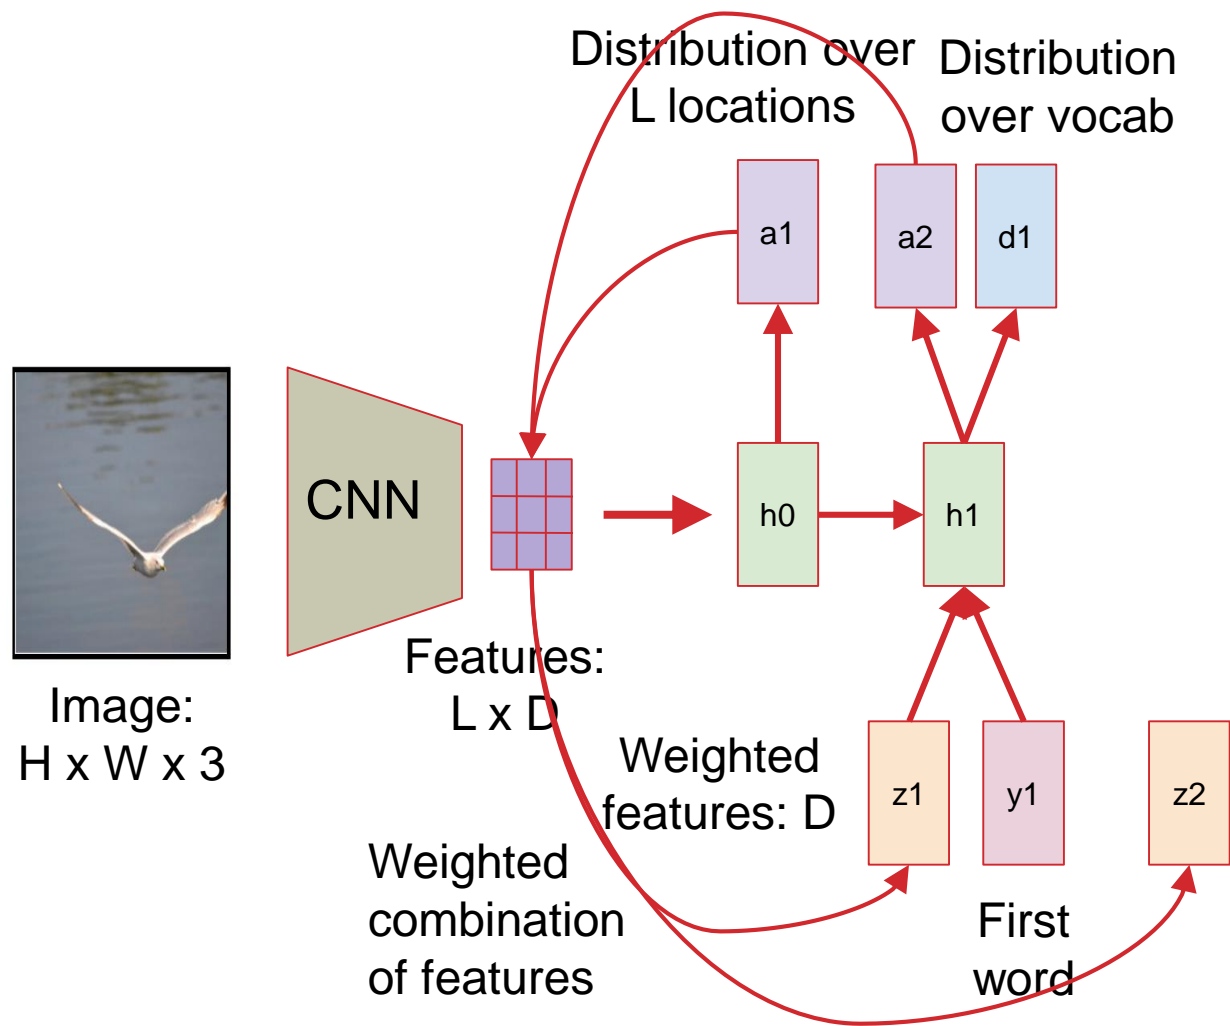 Distribution over
L locations
Distribution
over vocab
a1
a2
d1
CNN
h0
h1
Features:
L x D
Image:
H x W x 3
Weighted
features: D
z1
y1
z2
Weighted
combination
of features
First
word